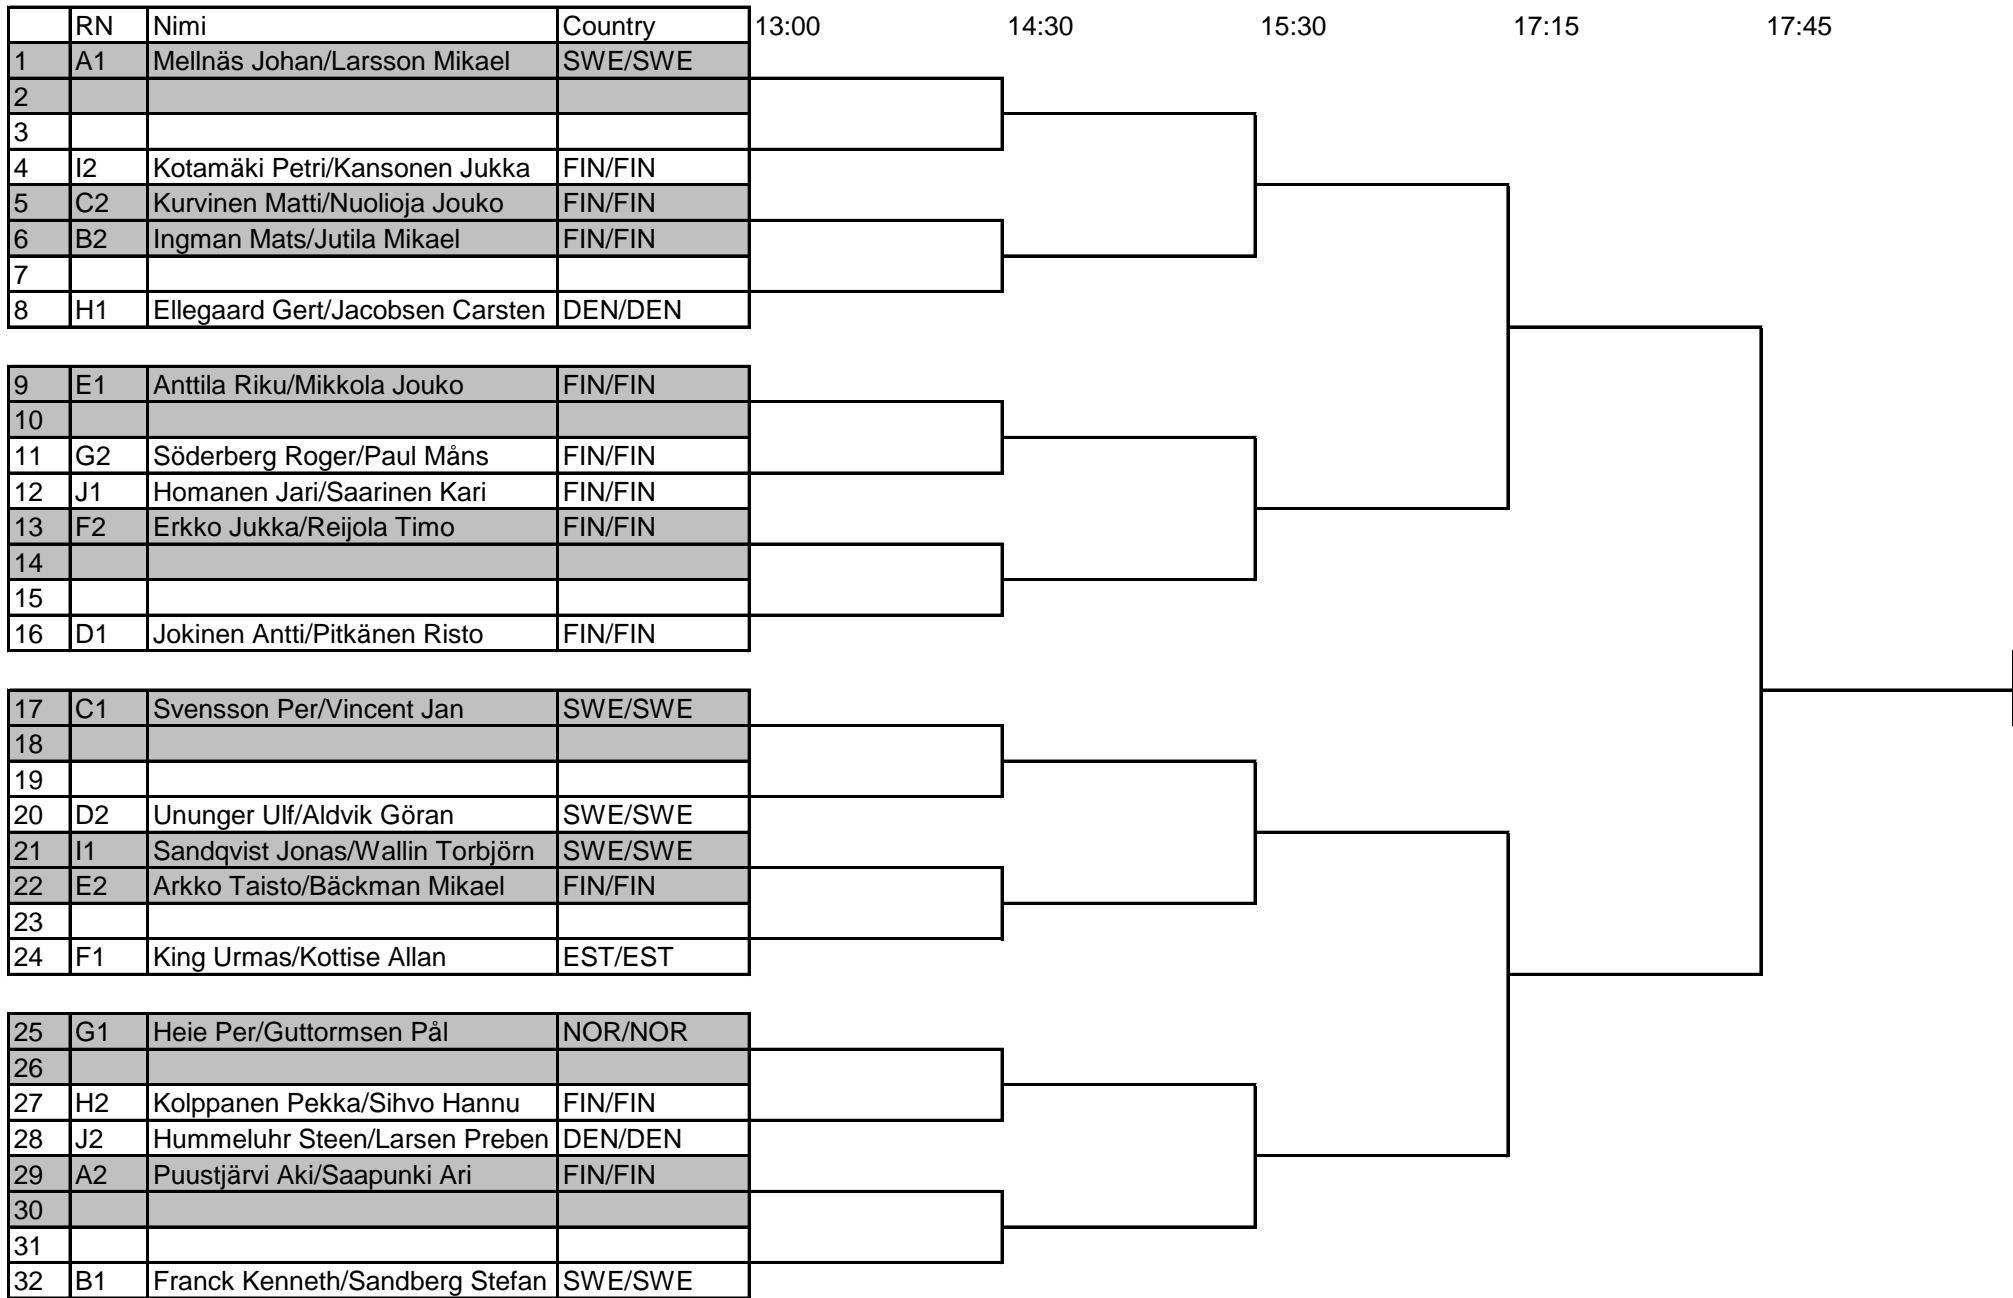 RN Nimi Country 13:00 14:30 15:30 17:15 17:45
1 A1 Mellnäs Johan/Larsson Mikael SWE/SWE
2
3
4 I2 Kotamäki Petri/Kansonen Jukka FIN/FIN
5 C2 Kurvinen Matti/Nuolioja Jouko FIN/FIN
6 B2 Ingman Mats/Jutila Mikael FIN/FIN
7
8 H1 Ellegaard Gert/Jacobsen Carsten DEN/DEN
9 E1 Anttila Riku/Mikkola Jouko FIN/FIN
10
11 G2 Söderberg Roger/Paul Måns FIN/FIN
12 J1 Homanen Jari/Saarinen Kari FIN/FIN
13 F2 Erkko Jukka/Reijola Timo FIN/FIN
14
15
16 D1 Jokinen Antti/Pitkänen Risto FIN/FIN
17 C1 Svensson Per/Vincent Jan SWE/SWE
18
19
20 D2 Ununger Ulf/Aldvik Göran SWE/SWE
21 I1 Sandqvist Jonas/Wallin Torbjörn SWE/SWE
22 E2 Arkko Taisto/Bäckman Mikael FIN/FIN
23
24 F1 King Urmas/Kottise Allan EST/EST
25 G1 Heie Per/Guttormsen Pål NOR/NOR
26
27 H2 Kolppanen Pekka/Sihvo Hannu FIN/FIN
28 J2 Hummeluhr Steen/Larsen Preben DEN/DEN
29 A2 Puustjärvi Aki/Saapunki Ari FIN/FIN
30
31
32 B1 Franck Kenneth/Sandberg Stefan SWE/SWE